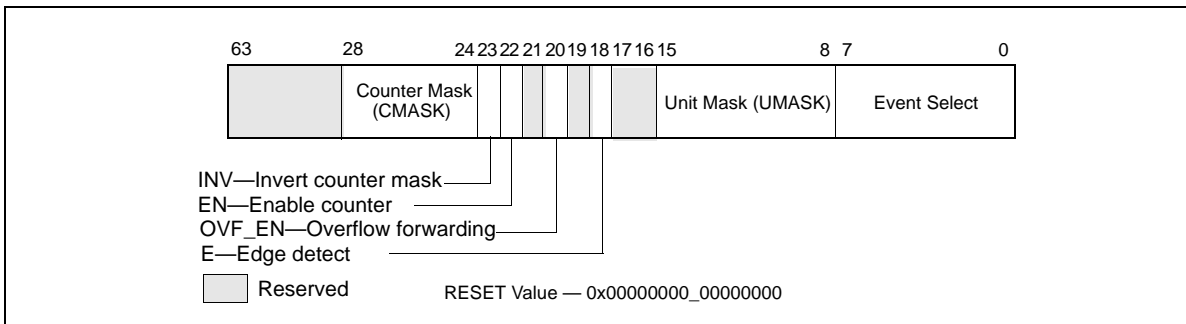 63 28 24 23 22 21 20 19 18 17 16 15 8 7 0
Counter Mask
(CMASK)
Unit Mask (UMASK)
Event Select
INV—Invert counter mask
EN—Enable counter
OVF_EN—Overflow forwarding
E—Edge detect
Reserved
RESET Value — 0x00000000_00000000